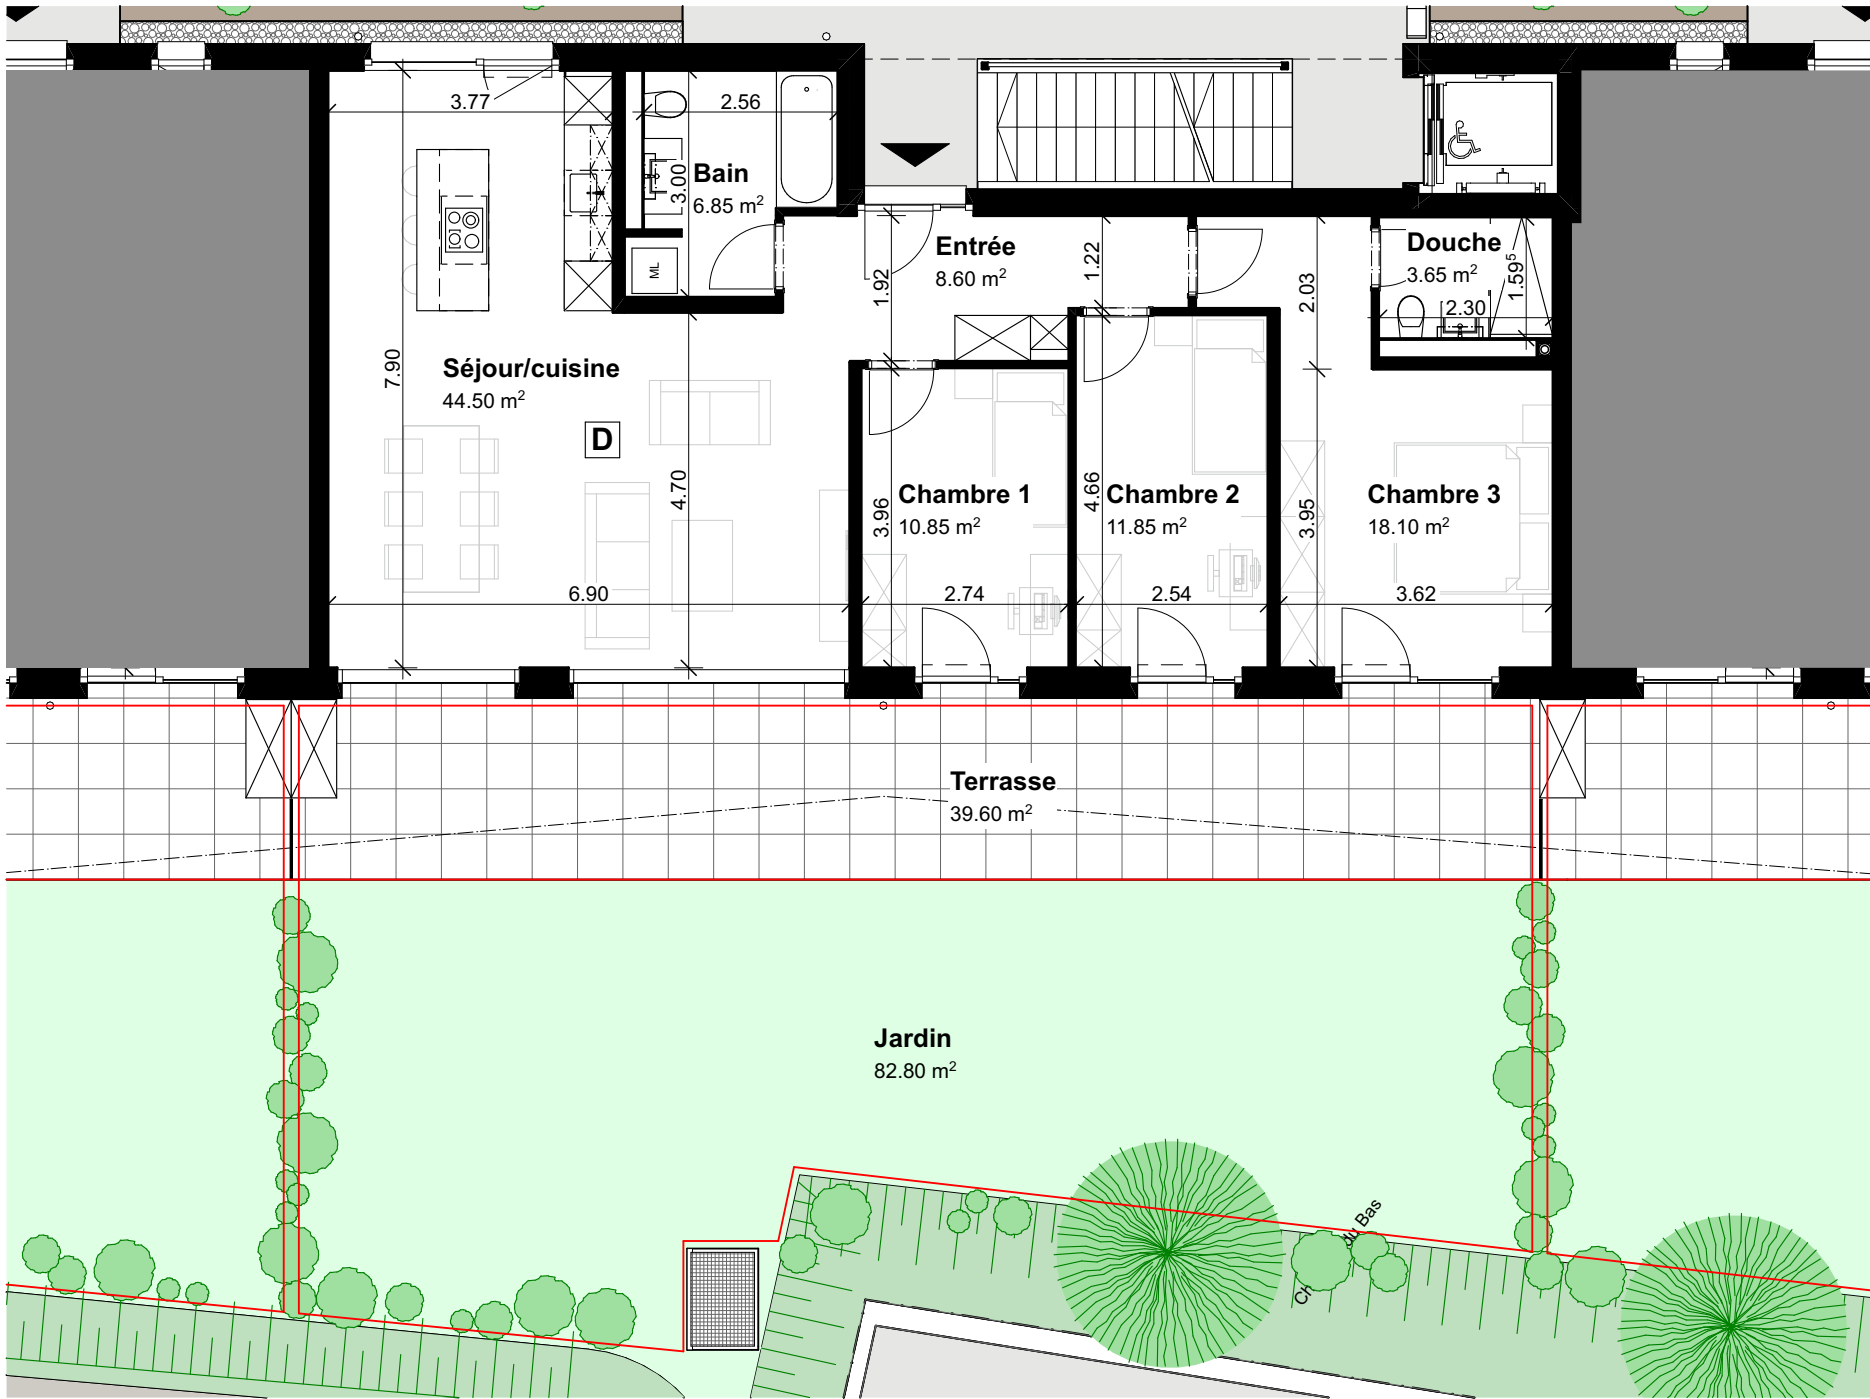 3.77
2.56
Bain
6.85 m²
3.00
ML
Entrée
8.60 m²
1.92
1.22
2.03
Douche
3.65 m²
1.59⁵
2.30
7.90
Séjour/cuisine
44.50 m²
D
4.70
6.90
Chambre 1
10.85 m²
3.96
2.74
Chambre 2
11.85 m²
4.66
2.54
Chambre 3
18.10 m²
3.95
3.62
Terrasse
39.60 m²
Jardin
82.80 m²
Bas